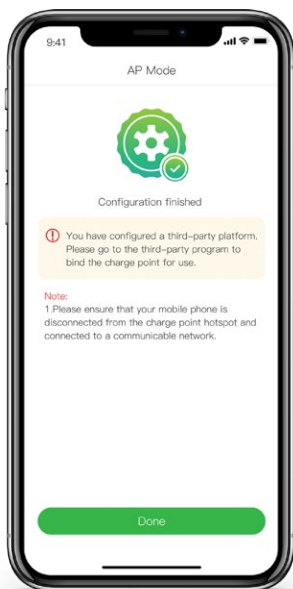 9:41
AP Mode
Configuration finished
You have configured a third-party platform.
Please go to the third-party program to
bind the charge point for use.
Note:
1.Please ensure that your mobile phone is
disconnected from the charge point hotspot and
connected to a communicable network.
Done